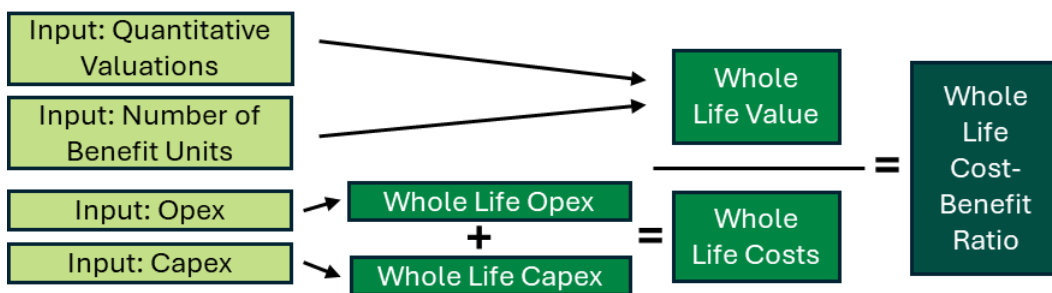 Input: Quantitative
Valuations
Input: Number of
Benefit Units
Input: Opex
Input: Capex
Whole Life Opex
+
Whole Life Capex
=
Whole
Life Value
Whole
Life Costs
=
Whole
Life
Cost-
Benefit
Ratio